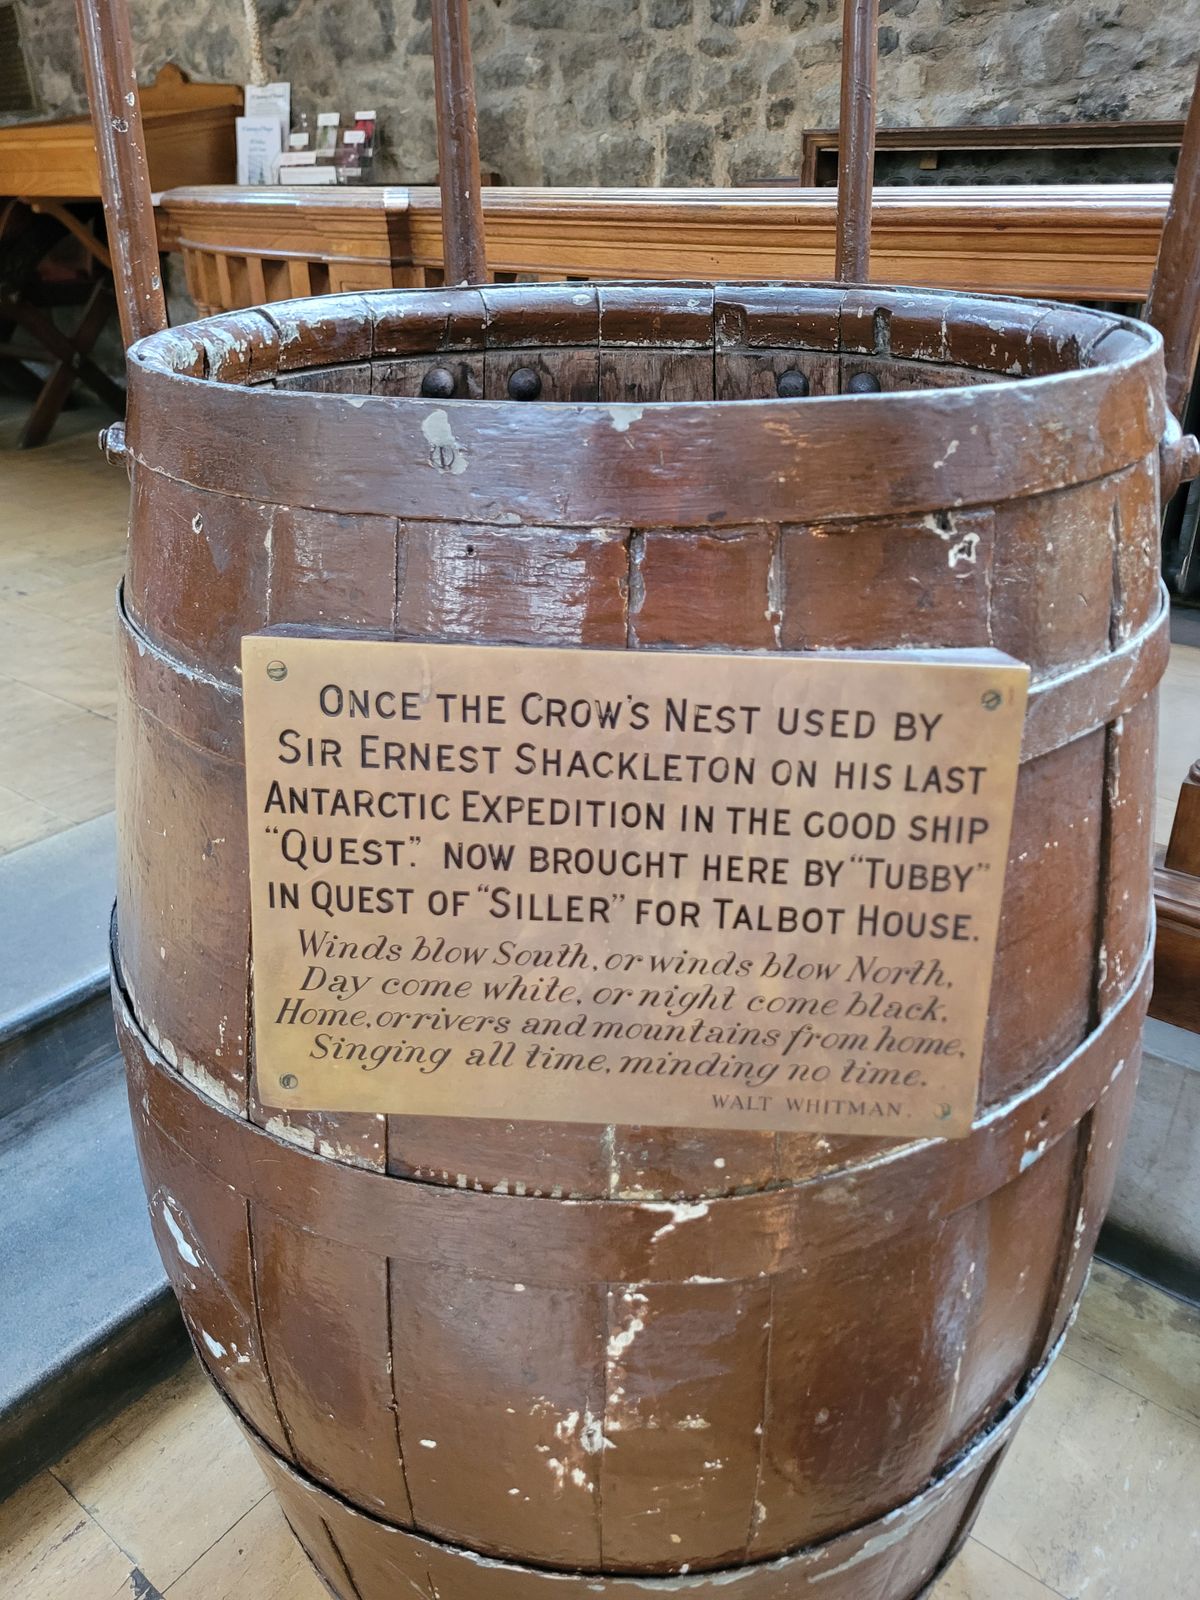 ONCE THE CROW'S NEST USED BY
SIR ERNEST SHACKLETON ON HIS LAST
ANTARCTIC EXPEDITION IN THE GOOD SHIP
"QUEST." NOW BROUGHT HERE BY "TUBBY"
IN QUEST OF "SILLER" FOR TALBOT HOUSE.
Winds blow South, or winds blow North,
Day come white, or night come black,
Home, or rivers and mountains from home,
Singing all time, minding no time.
WALT WHITMAN.